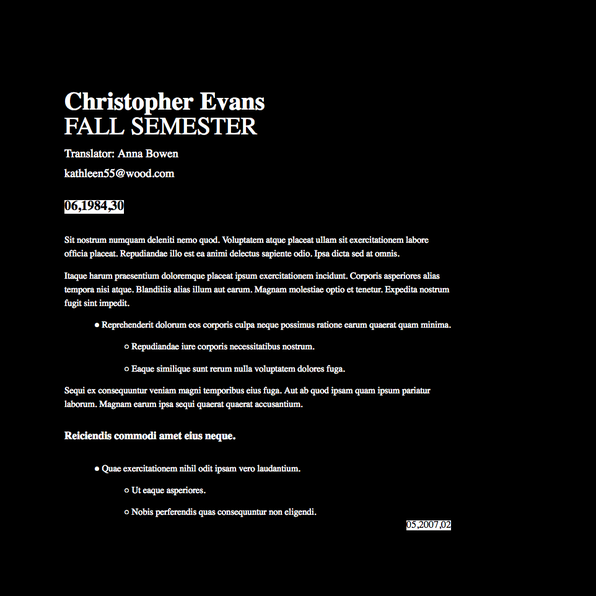 Christopher Evans
FALL SEMESTER
Translator: Anna Bowen
kathleen55@wood.com
06,1984,30
Sit nostrum numquam deleniti nemo quod. Voluptatem atque placeat ullam sit exercitationem labore
officia placeat. Repudiandae illo est ea animi delectus sapiente odio. Ipsa dicta sed at omnis.
Itaque harum praesentium doloremque placeat ipsum exercitationem incidunt. Corporis asperiores alias
tempora nisi atque. Blanditiis alias illum aut earum. Magnam molestiae optio et tenetur. Expedita nostrum
fugit sint impedit.
● Reprehenderit dolorum eos corporis culpa neque possimus ratione earum quaerat quam minima.
○ Repudiandae iure corporis necessitatibus nostrum.
○ Eaque similique sunt rerum nulla voluptatem dolores fuga.
Sequi ex consequuntur veniam magni temporibus eius fuga. Aut ab quod ipsam quam ipsum pariatur
laborum. Magnam earum ipsa sequi quaerat quaerat accusantium.
Reiciendis commodi amet eius neque.
● Quae exercitationem nihil odit ipsam vero laudantium.
○ Ut eaque asperiores.
○ Nobis perferendis quas consequuntur non eligendi.
05,2007,02